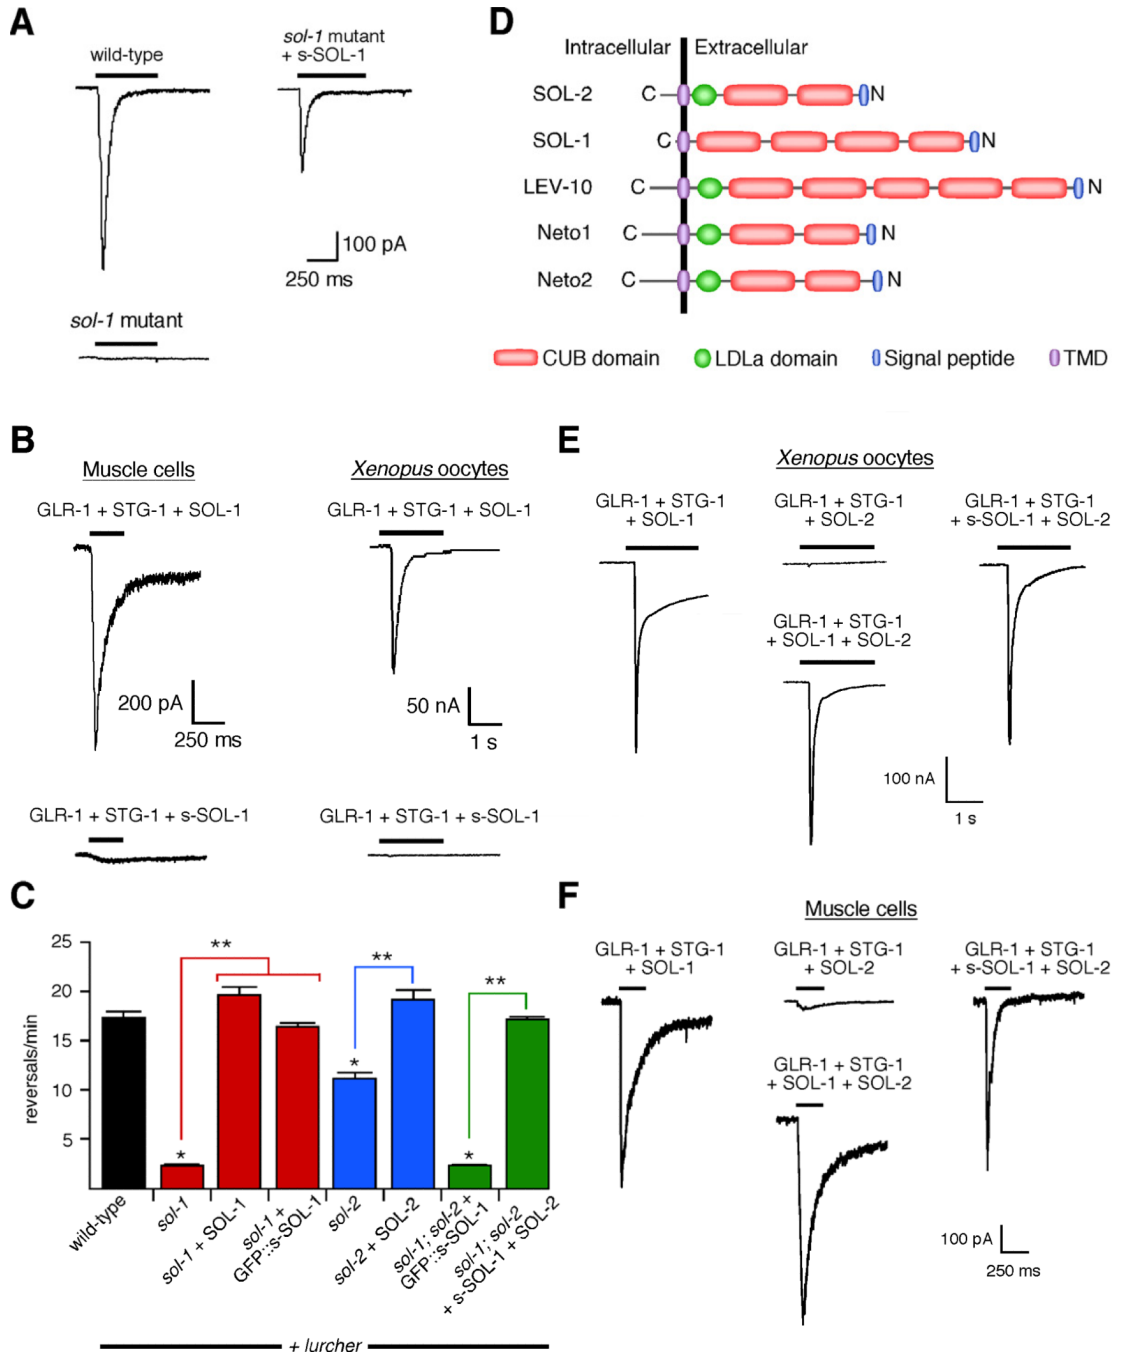 A
wild-type
sol-1 mutant
+ s-SOL-1
100 pA
250 ms
sol-1 mutant
D
Intracellular
Extracellular
SOL-2
C
N
SOL-1
C
N
LEV-10
C
N
Neto1
C
N
Neto2
C
N
CUB domain
LDLa domain
Signal peptide
TMD
B
Muscle cells
Xenopus oocytes
GLR-1 + STG-1 + SOL-1
GLR-1 + STG-1 + SOL-1
200 pA
250 ms
50 nA
1 s
GLR-1 + STG-1 + s-SOL-1
GLR-1 + STG-1 + s-SOL-1
E
Xenopus oocytes
GLR-1 + STG-1
+ SOL-1
GLR-1 + STG-1
+ SOL-2
GLR-1 + STG-1
+ s-SOL-1 + SOL-2
GLR-1 + STG-1
+ SOL-1 + SOL-2
100 nA
1 s
C
reversals/min
25
20
15
10
5
**
**
**
*
*
*
wild-type
sol-1
sol-1 + SOL-1
sol-1 +
GFP::s-SOL-1
sol-2
sol-2 + SOL-2
sol-1; sol-2 +
GFP::s-SOL-1
sol-1; sol-2
+ s-SOL-1 + SOL-2
+ lurcher
F
Muscle cells
GLR-1 + STG-1
+ SOL-1
GLR-1 + STG-1
+ SOL-2
GLR-1 + STG-1
+ s-SOL-1 + SOL-2
GLR-1 + STG-1
+ SOL-1 + SOL-2
100 pA
250 ms